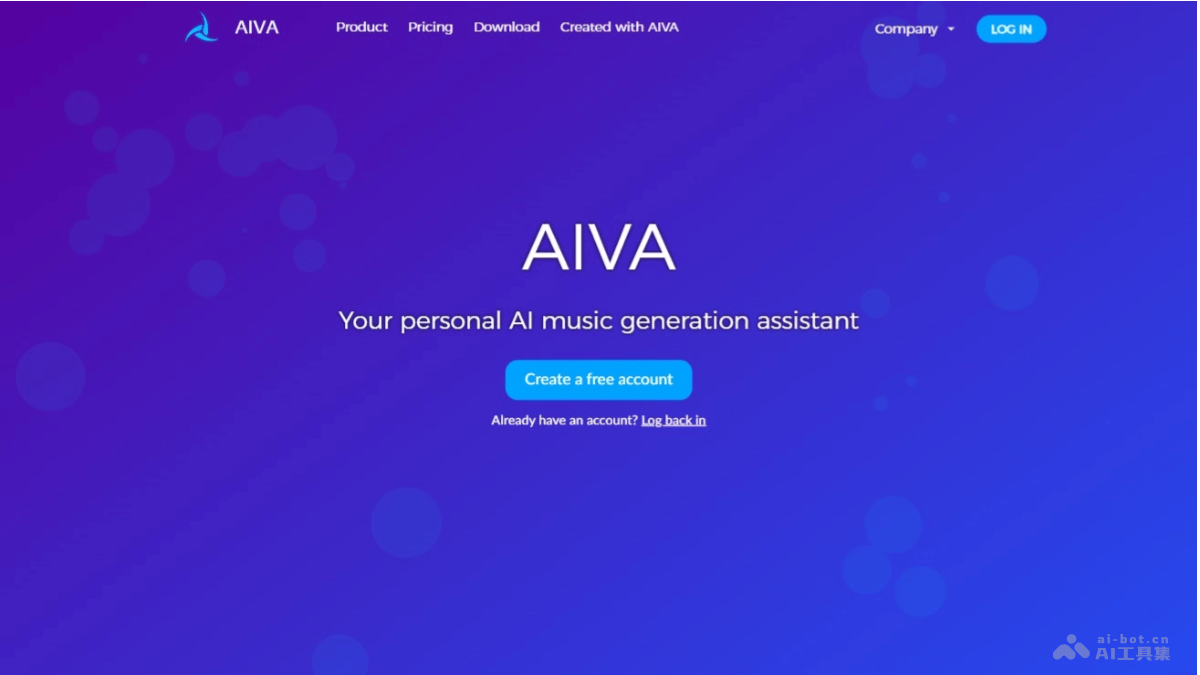 AIVA
Product Pricing Download Created with AIVA
Company
LOG IN
AIVA
Your personal AI music generation assistant
Create a free account
Already have an account? Log back in
ai-bot.cn
AI工具集